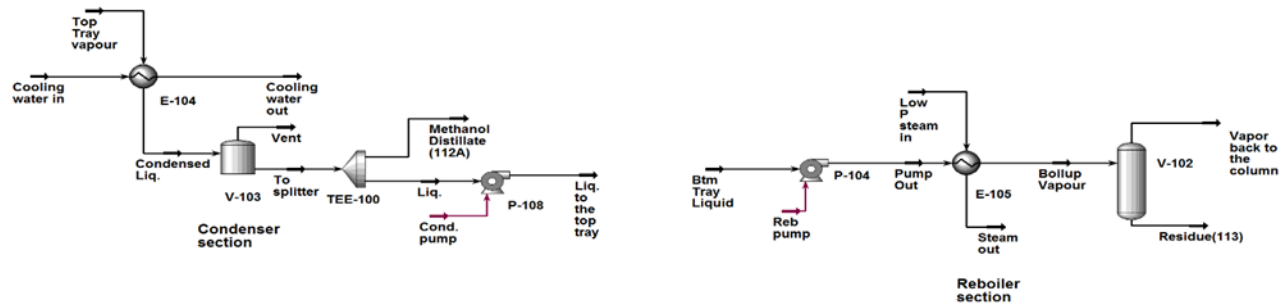 Top
Tray
vapour
Cooling
water in
E-104
Cooling
water
out
Vent
Condensed
Liq.
V-103
To
splitter
TEE-100
Methanol
Distillate
(112A)
Liq.
Cond.
pump
P-108
Liq.
to
the
top
tray
Condenser
section
Low
P
steam
in
Btm
Tray
Liquid
P-104
Reb
pump
Pump
Out
E-105
Steam
out
Boilup
Vapour
V-102
Vapor
back to
the
column
Residue(113)
Reboiler
section